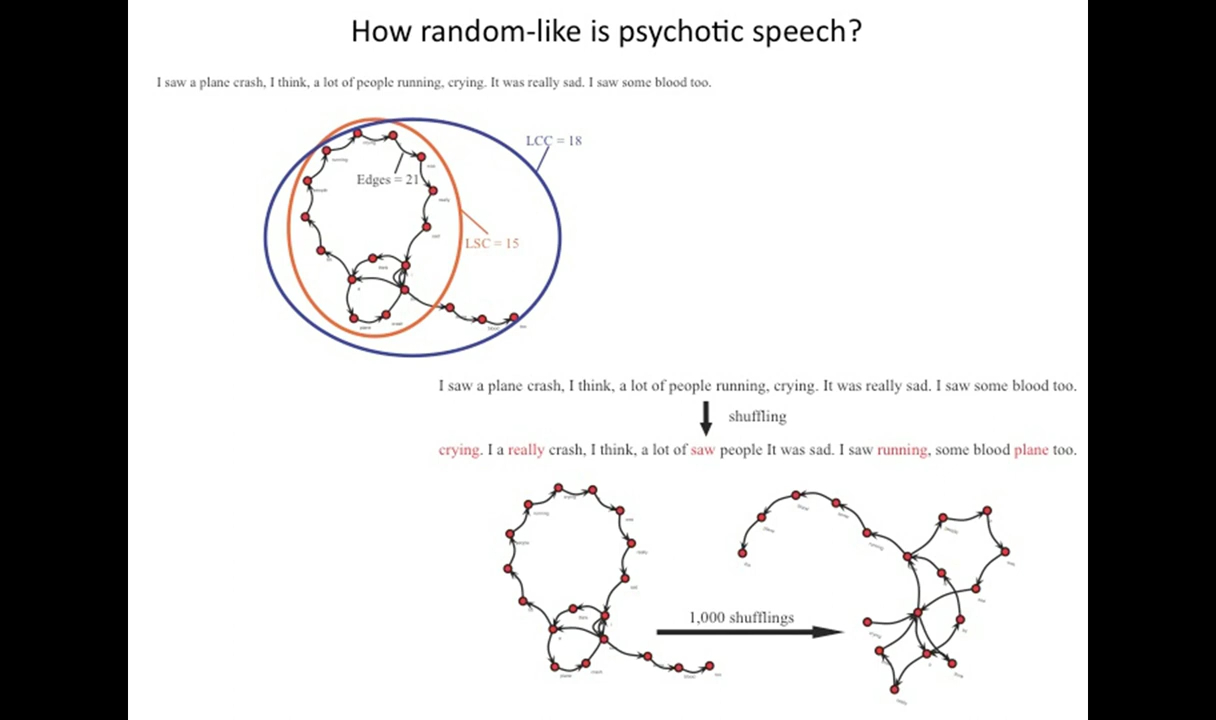 How random-like is psychotic speech?
I saw a plane crash, I think, a lot of people running, crying. It was really sad. I saw some blood too.
LCC = 18
Edges = 21
LSC = 15
I saw a plane crash, I think, a lot of people running, crying. It was really sad. I saw some blood too.
shuffling
crying. I a really crash, I think, a lot of saw people It was sad. I saw running, some blood plane too.
1,000 shufflings